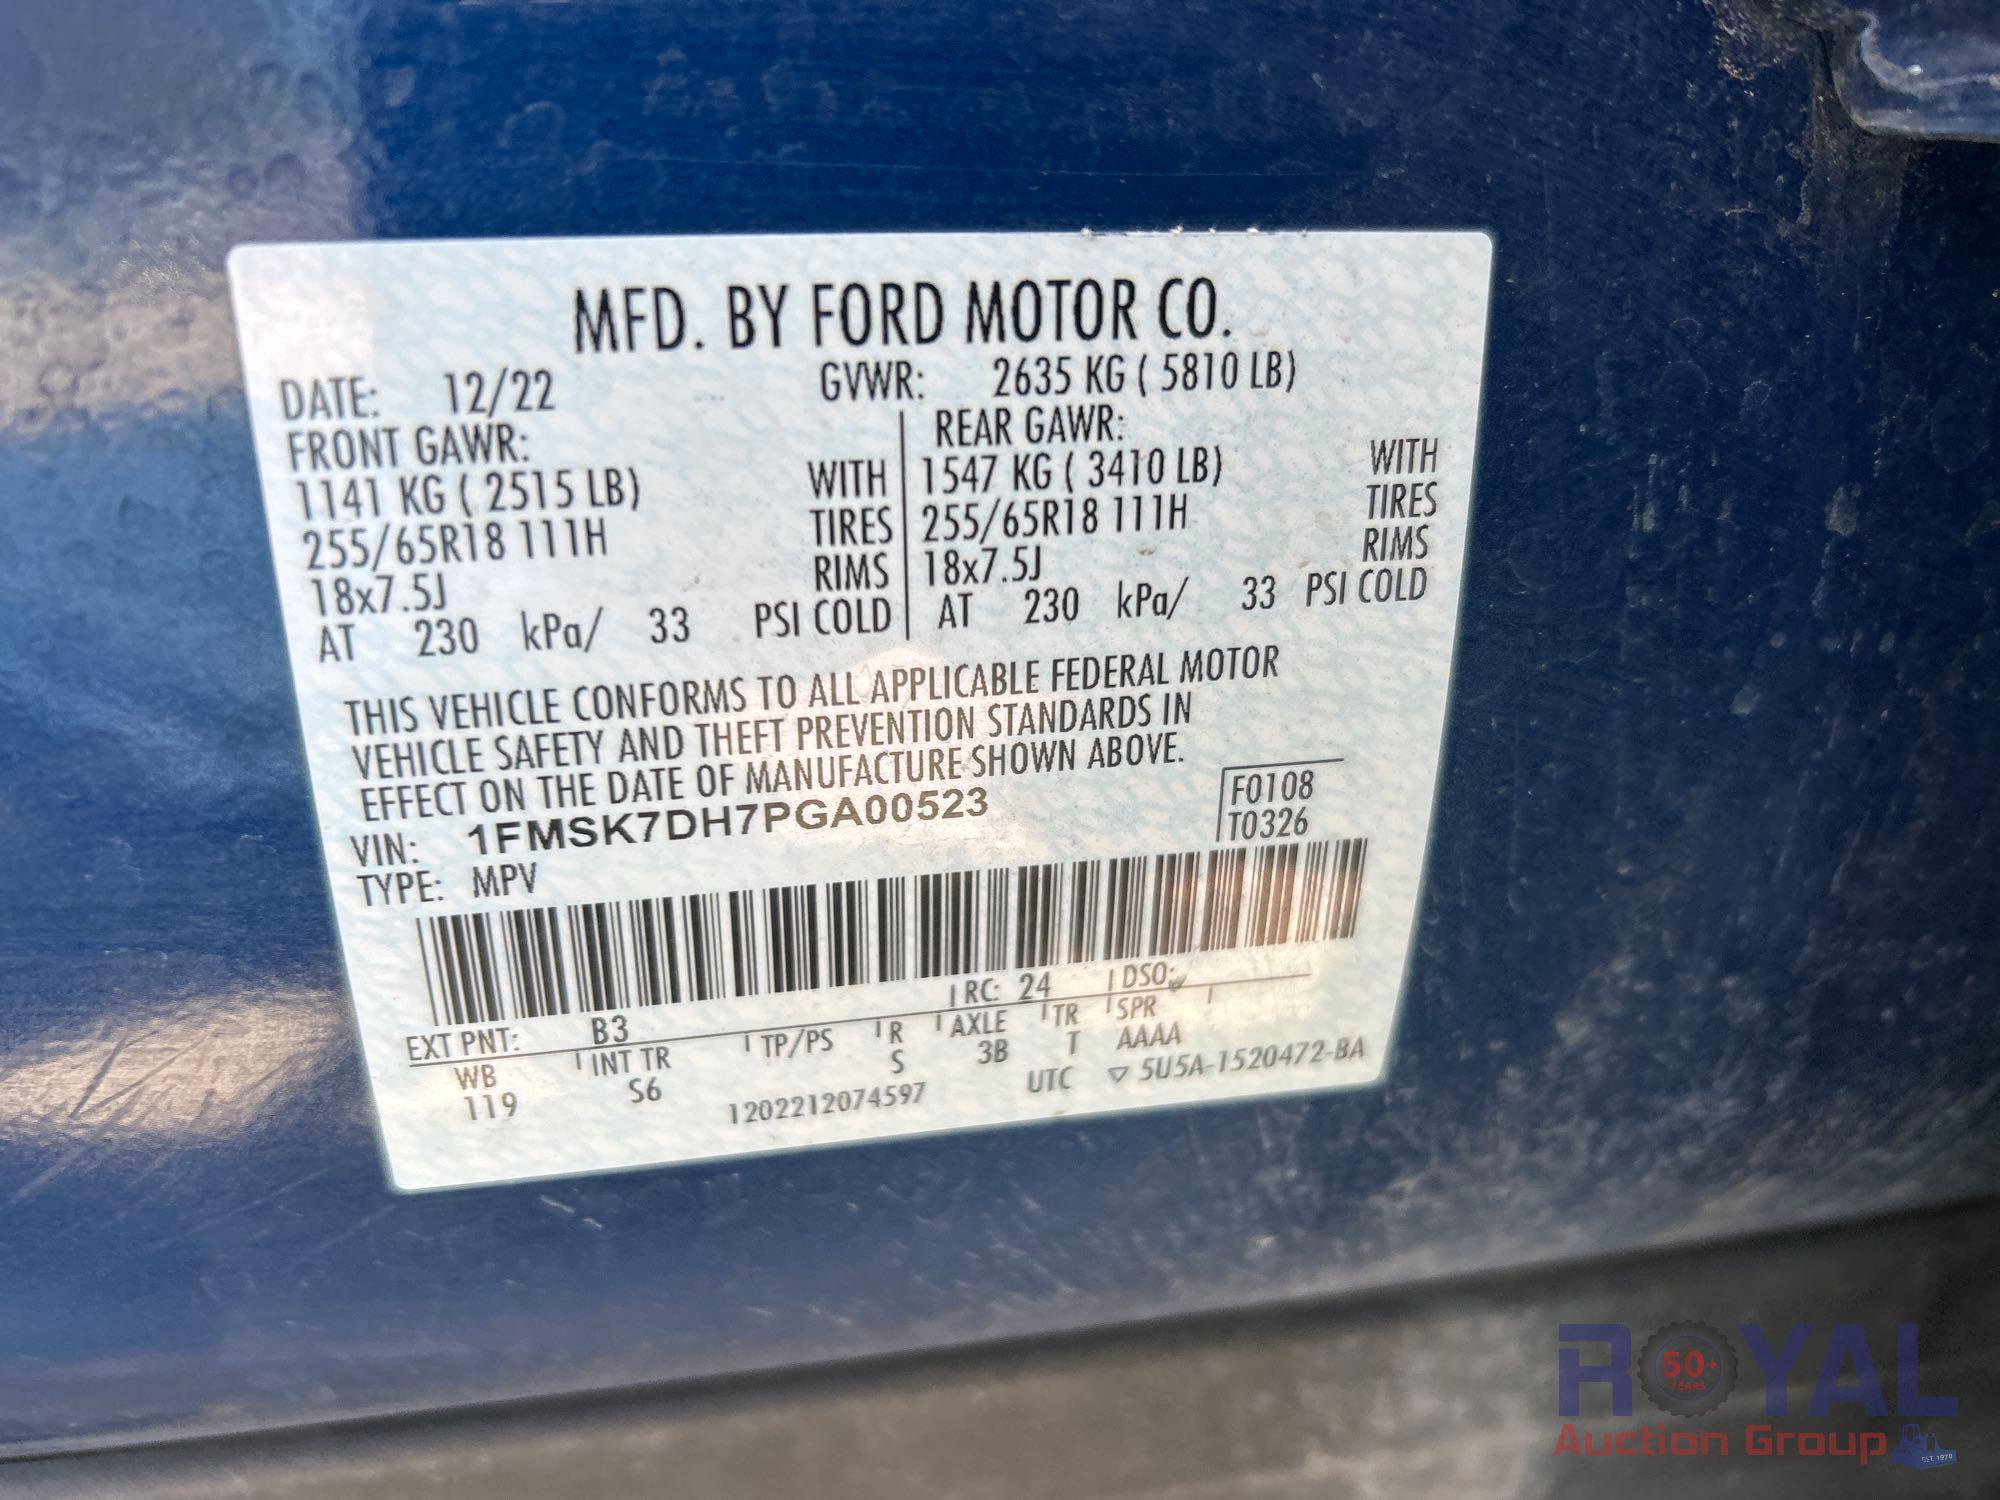 MFD. BY FORD MOTOR CO.
DATE: 12/22 GVWR: 2635 KG ( 5810 LB)
FRONT GAWR: REAR GAWR:
1141 KG ( 2515 LB) WITH 1547 KG ( 3410 LB) WITH
255/65R18 111H TIRES 255/65R18 111H TIRES
18x7.5J RIMS 18x7.5J RIMS
AT 230 kPa/ 33 PSI COLD AT 230 kPa/ 33 PSI COLD
THIS VEHICLE CONFORMS TO ALL APPLICABLE FEDERAL MOTOR
VEHICLE SAFETY AND THEFT PREVENTION STANDARDS IN
EFFECT ON THE DATE OF MANUFACTURE SHOWN ABOVE.
VIN: 1FMSK7DH7PGA00523
F0108
T0326
TYPE: MPV
EXT PNT: B3 RC: 24 DSO:
WB INT TR TP/PS R AXLE TR SPR
119 S6 S 3B T AAAA
1202212074597 UTC ▽ 5U5A-1520472-BA
ROYAL
50+
YEARS
Auction Group
EST. 1970